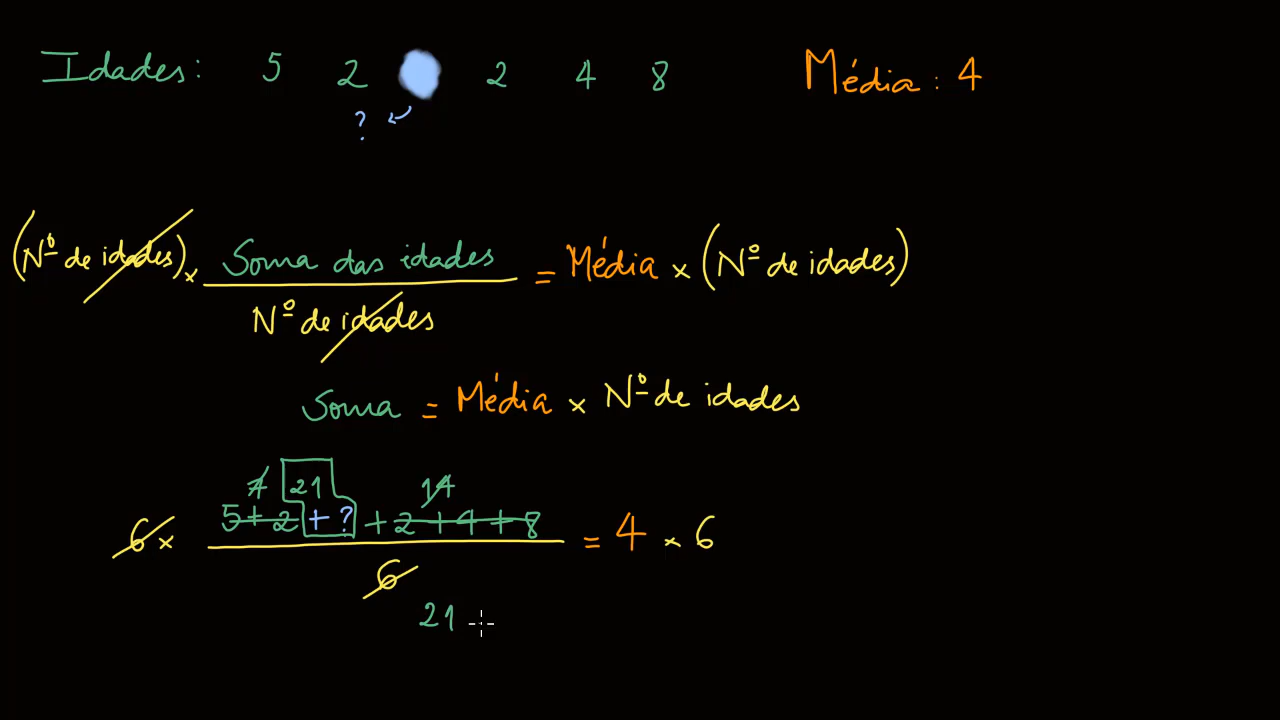 Idades: 5 2 2 4 8 Média: 4
?
(Nº de idades) × Soma das idades = Média × (Nº de idades)
Nº de idades
Soma = Média × Nº de idades
7 21 14
6 × 5 + 2 + ? + 2 + 4 + 8 = 4 × 6
6
21